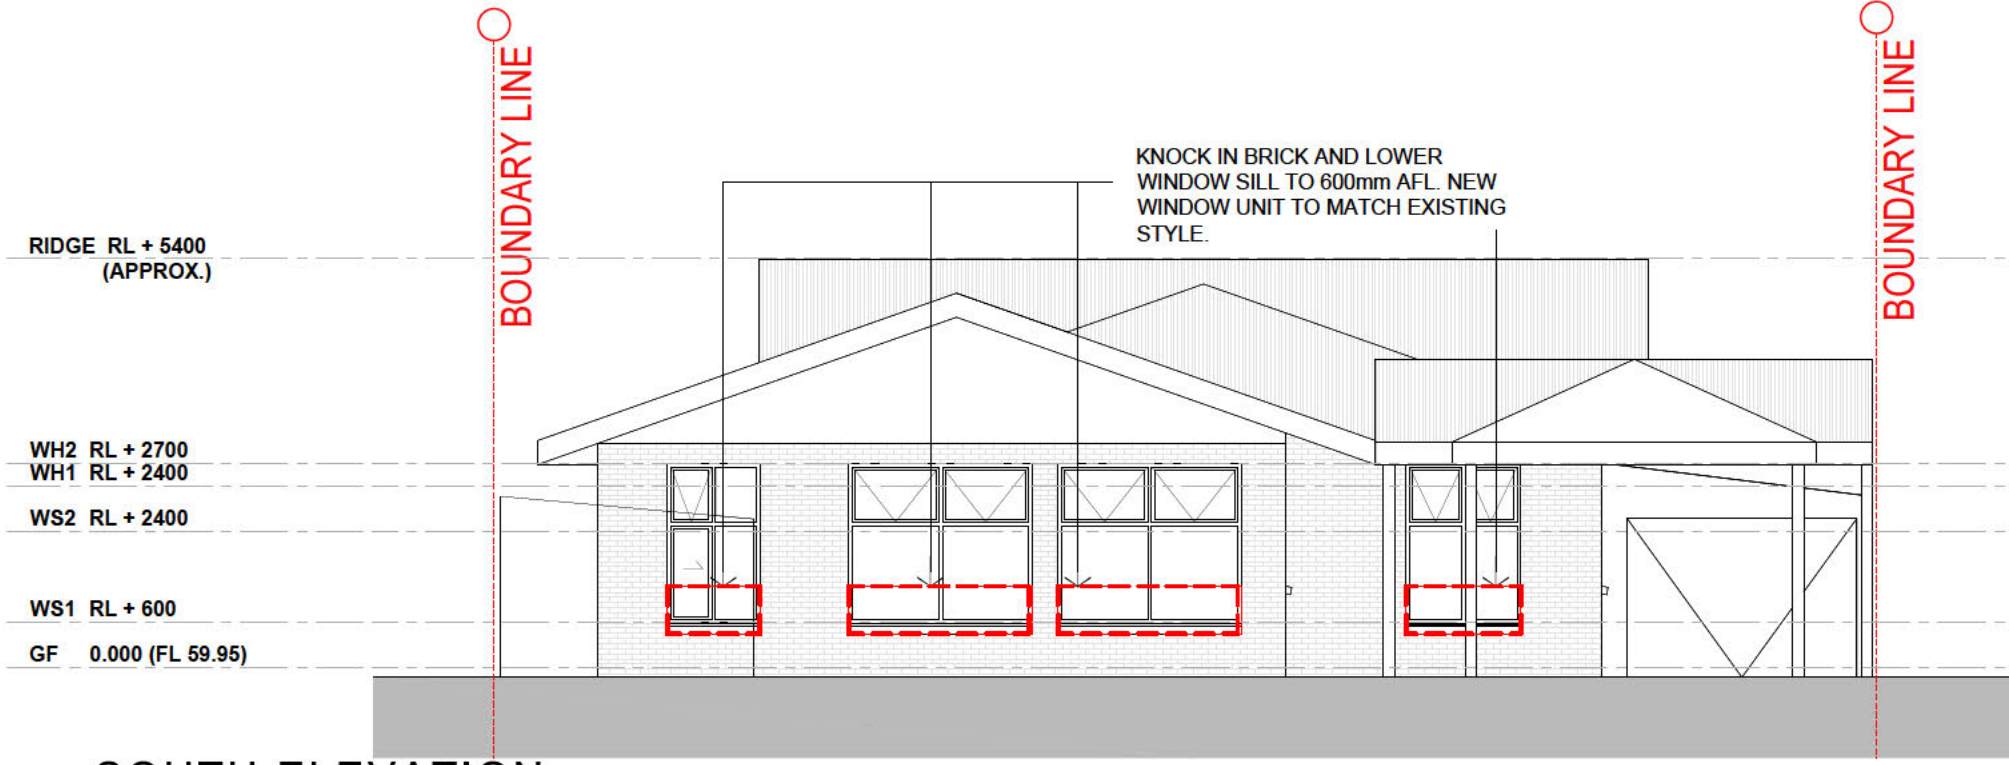 BOUNDARY LINE
BOUNDARY LINE
KNOCK IN BRICK AND LOWER
WINDOW SILL TO 600mm AFL. NEW
WINDOW UNIT TO MATCH EXISTING
STYLE.
RIDGE RL + 5400
(APPROX.)
WH2 RL + 2700
WH1 RL + 2400
WS2 RL + 2400
WS1 RL + 600
GF 0.000 (FL 59.95)
SOUTH ELEVATION